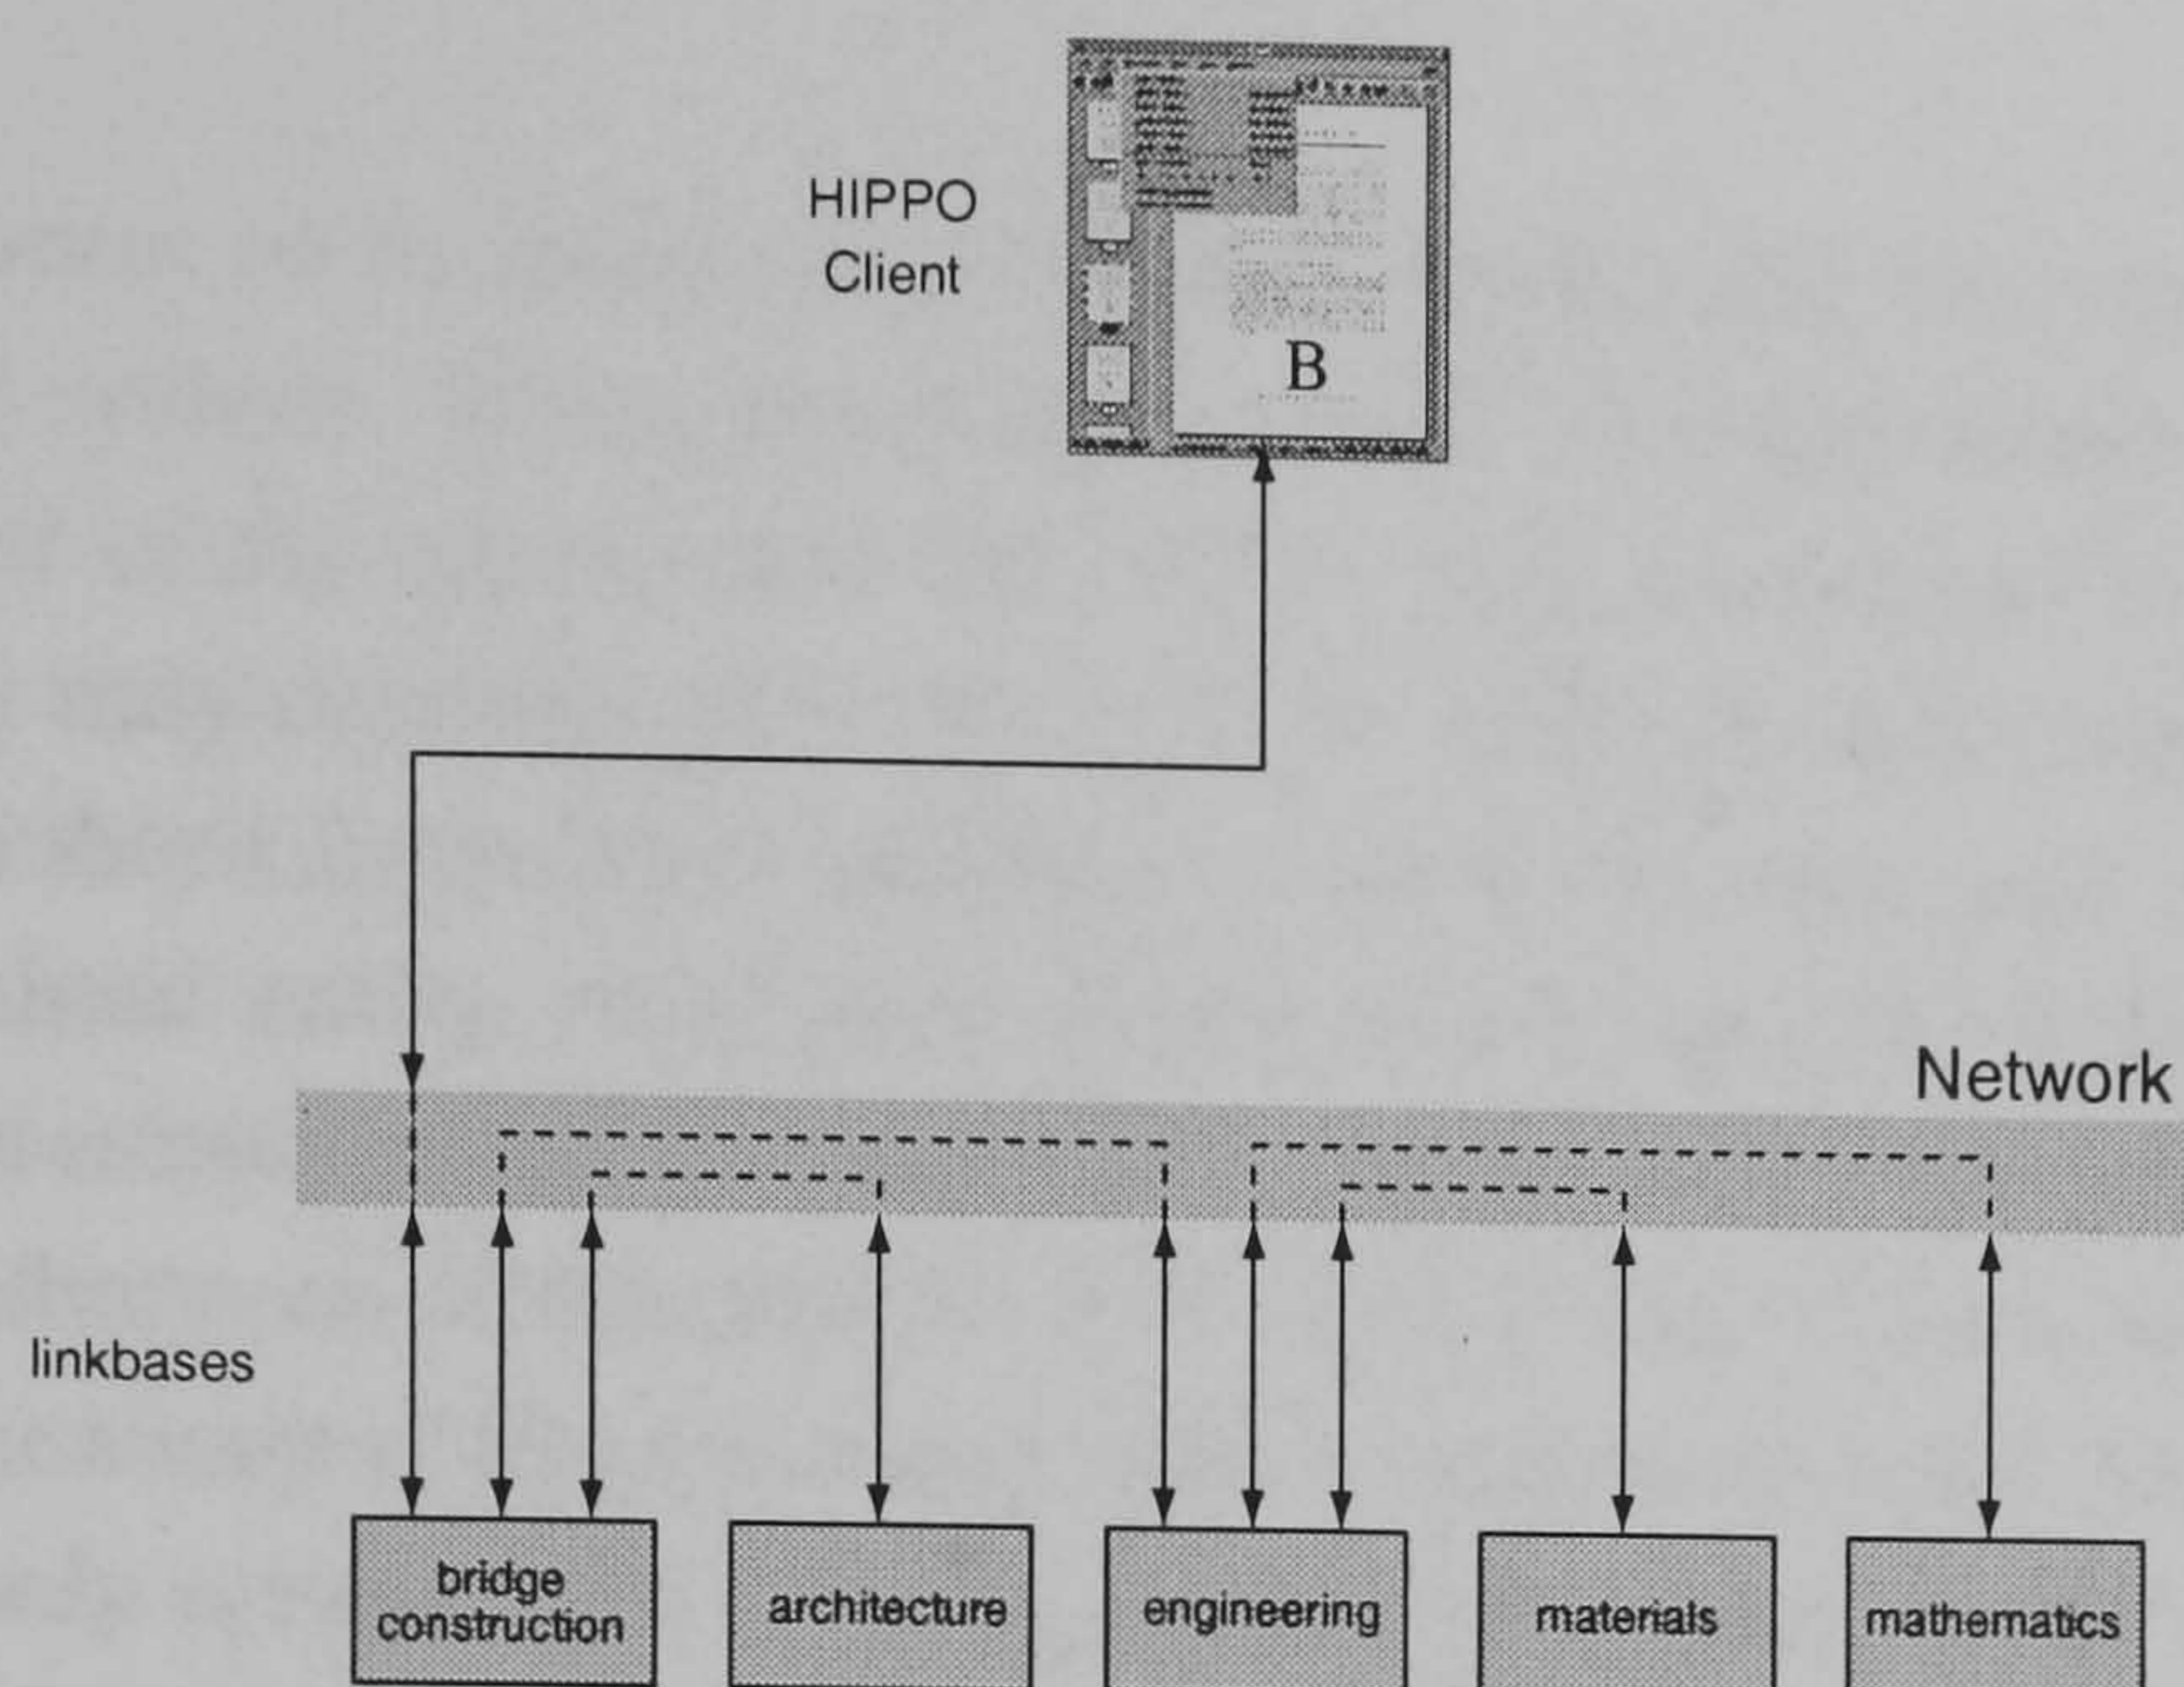 HIPPO
Client
B
Network
linkbases
bridge
construction
architecture
engineering
materials
mathematics